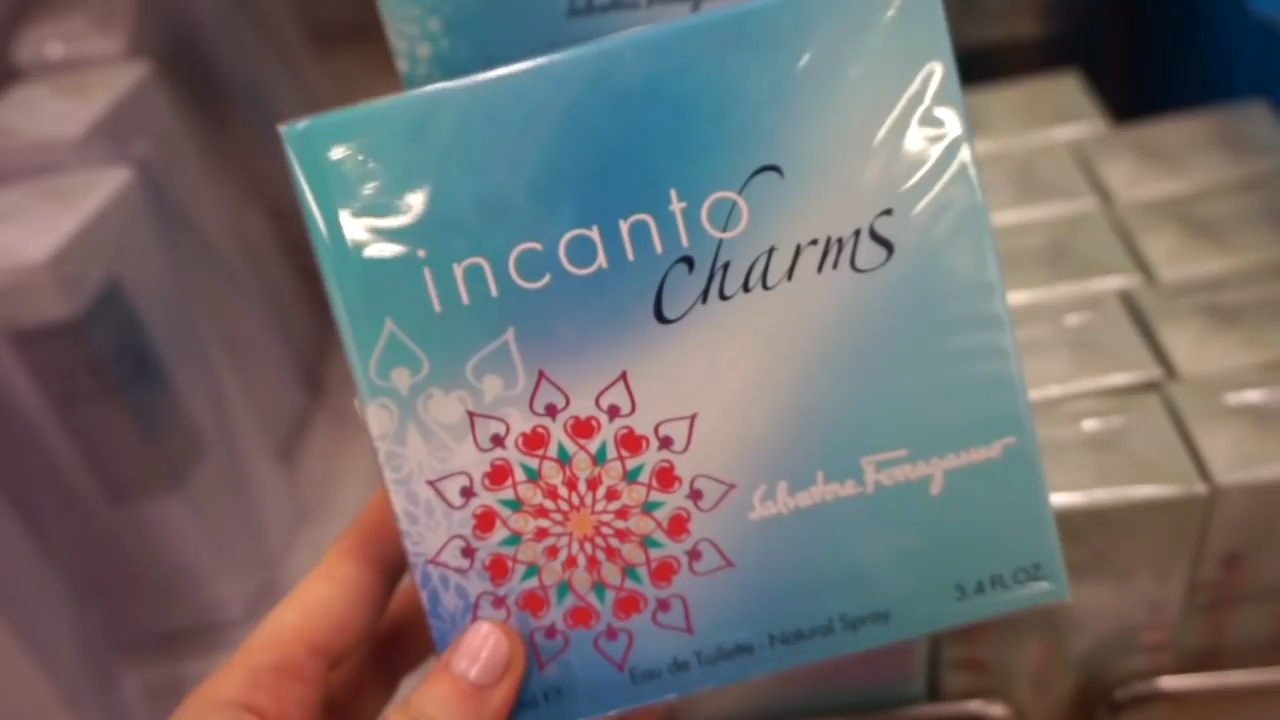 incanto
Charms
Salvatore Ferragamo
3.4 FL.OZ
Eau de Toilette - Natural Spray